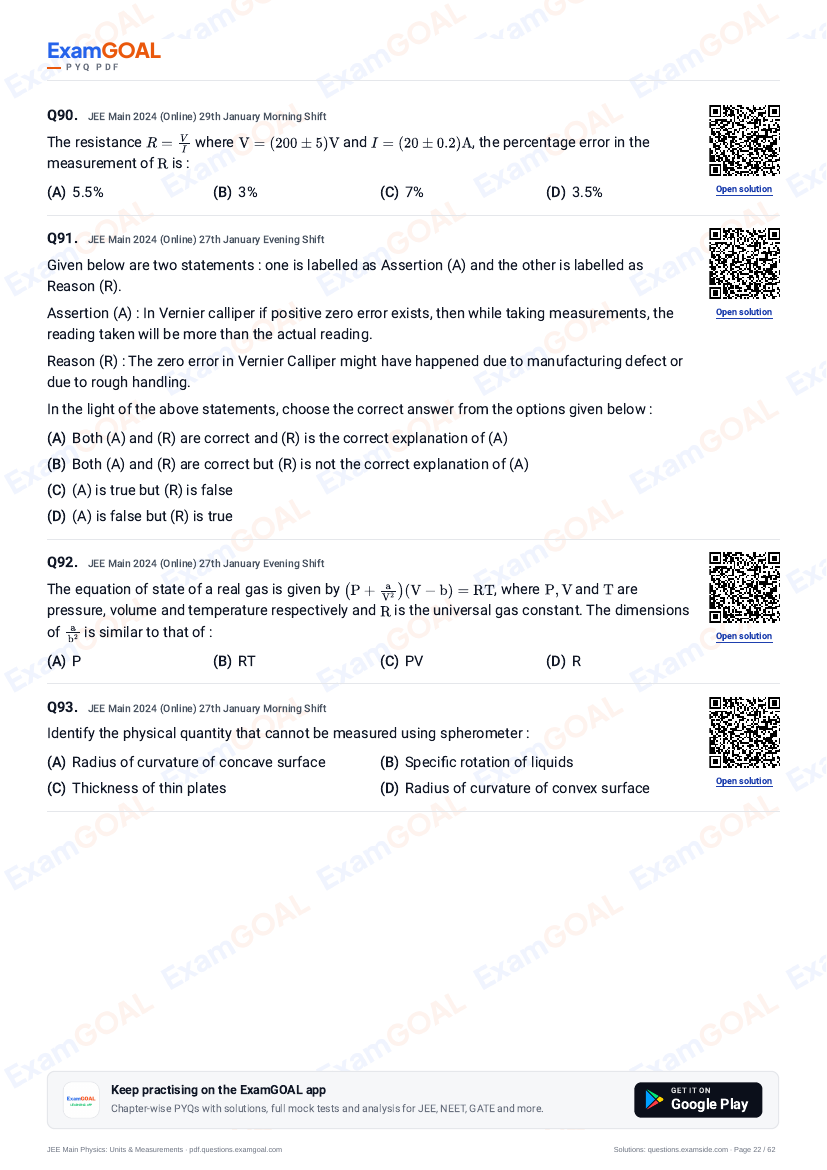 ExamGOAL
PYQ PDF
Q90. JEE Main 2024 (Online) 29th January Morning Shift
The resistance R = V/I where V = (200 ± 5)V and I = (20 ± 0.2)A, the percentage error in the
measurement of R is :
(A) 5.5% (B) 3% (C) 7% (D) 3.5%
Open solution
Q91. JEE Main 2024 (Online) 27th January Evening Shift
Given below are two statements : one is labelled as Assertion (A) and the other is labelled as
Reason (R).
Assertion (A) : In Vernier calliper if positive zero error exists, then while taking measurements, the
reading taken will be more than the actual reading.
Reason (R) : The zero error in Vernier Calliper might have happened due to manufacturing defect or
due to rough handling.
In the light of the above statements, choose the correct answer from the options given below :
(A) Both (A) and (R) are correct and (R) is the correct explanation of (A)
(B) Both (A) and (R) are correct but (R) is not the correct explanation of (A)
(C) (A) is true but (R) is false
(D) (A) is false but (R) is true
Open solution
Q92. JEE Main 2024 (Online) 27th January Evening Shift
The equation of state of a real gas is given by (P + a/V²)(V − b) = RT, where P, V and T are
pressure, volume and temperature respectively and R is the universal gas constant. The dimensions
of a/b² is similar to that of :
(A) P (B) RT (C) PV (D) R
Open solution
Q93. JEE Main 2024 (Online) 27th January Morning Shift
Identify the physical quantity that cannot be measured using spherometer :
(A) Radius of curvature of concave surface (B) Specific rotation of liquids
(C) Thickness of thin plates (D) Radius of curvature of convex surface
Open solution
ExamGOAL
Keep practising on the ExamGOAL app
Chapter-wise PYQs with solutions, full mock tests and analysis for JEE, NEET, GATE and more.
GET IT ON
Google Play
JEE Main Physics: Units & Measurements · pdf.questions.examgoal.com Solutions: questions.examside.com · Page 22 / 62